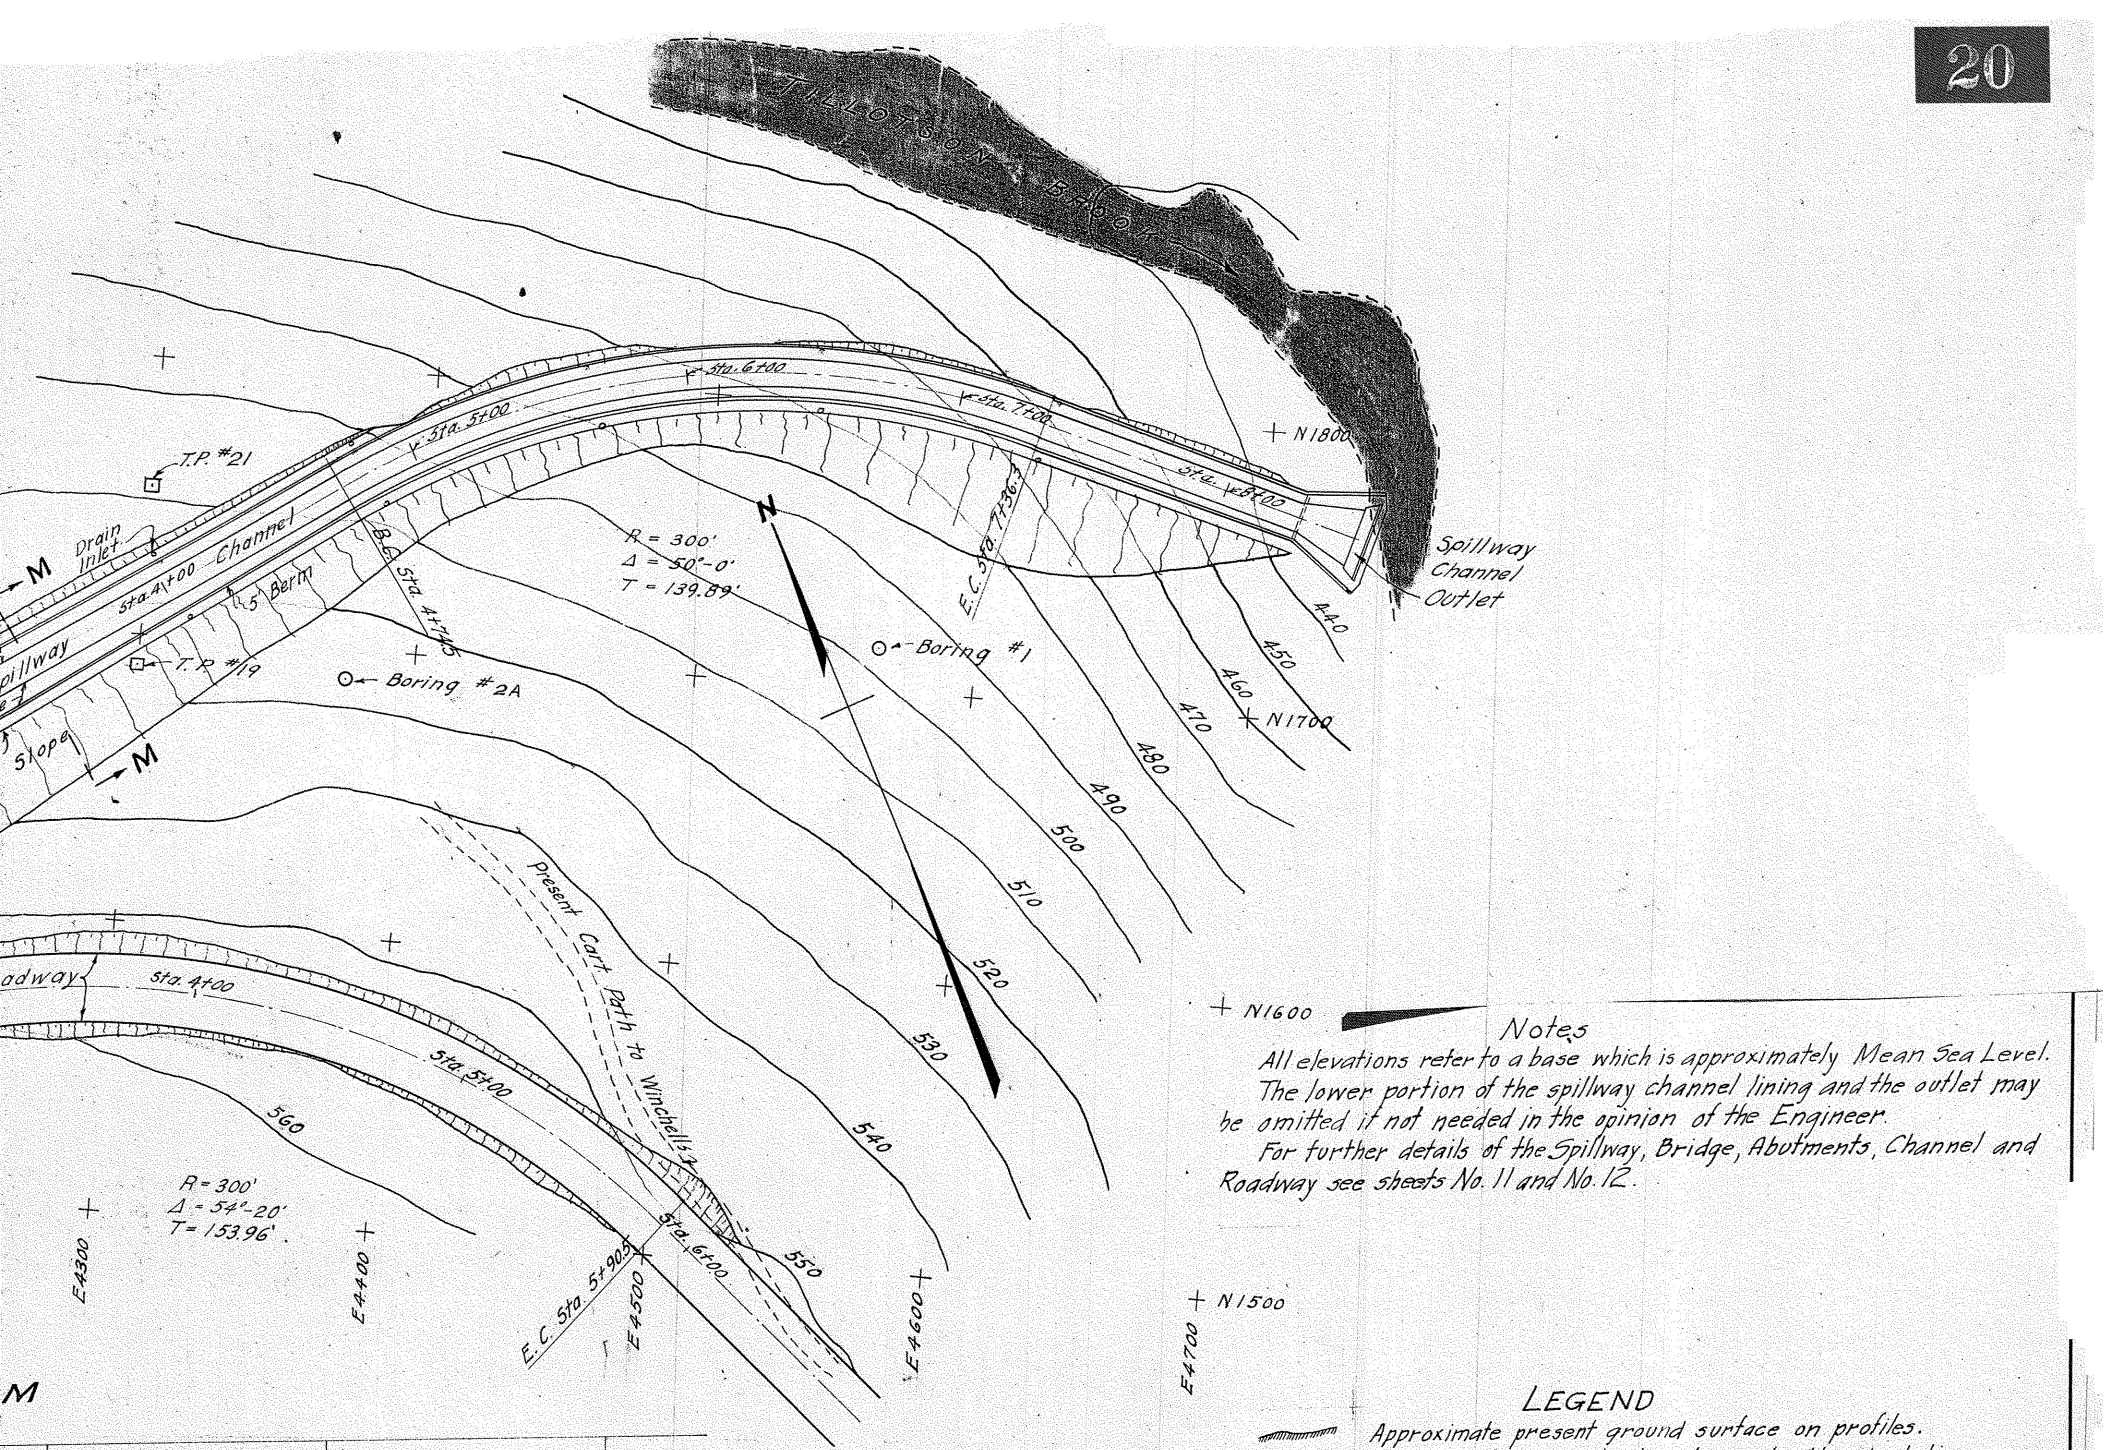 20
TILLOTSON BROOK
Sta. 6+00
Sta. 7+00
Sta. 5+00
N1800
T.P. #21
Sta. 8+00
Drain
Inlet
Channel
N
M
Sta. 4+00
5' Berm
B.C. Sta 4+74.5
R = 300'
Δ = 50°-0'
T = 139.89'
E.C. Sta. 7+36.3
Spillway
Channel
Outlet
Spillway
T.P. #19
Boring #2A
Boring #1
Slope
M
440
450
460
N1700
470
480
490
500
510
520
530
540
550
560
Present Cart Path to Winchell's
adway
Sta. 4+00
Sta. 5+00
Sta. 6+00
E.C. Sta. 5+90.5
R = 300'
Δ = 54°-20'
T = 153.96'
E4300
E4400
E4500
E4600
E4700
N1600
N1500
Notes
All elevations refer to a base which is approximately Mean Sea Level.
The lower portion of the spillway channel lining and the outlet may
be omitted if not needed in the opinion of the Engineer.
For further details of the Spillway, Bridge, Abutments, Channel and
Roadway see sheets No. 11 and No. 12.
M
LEGEND
Approximate present ground surface on profiles.